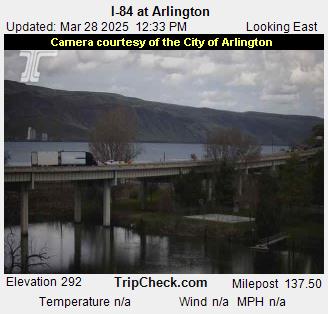 I-84 at Arlington
Updated: Mar 28 2025 12:33 PM Looking East
Camera courtesy of the City of Arlington
Elevation 292 TripCheck.com Milepost 137.50
Temperature n/a Wind n/a MPH n/a